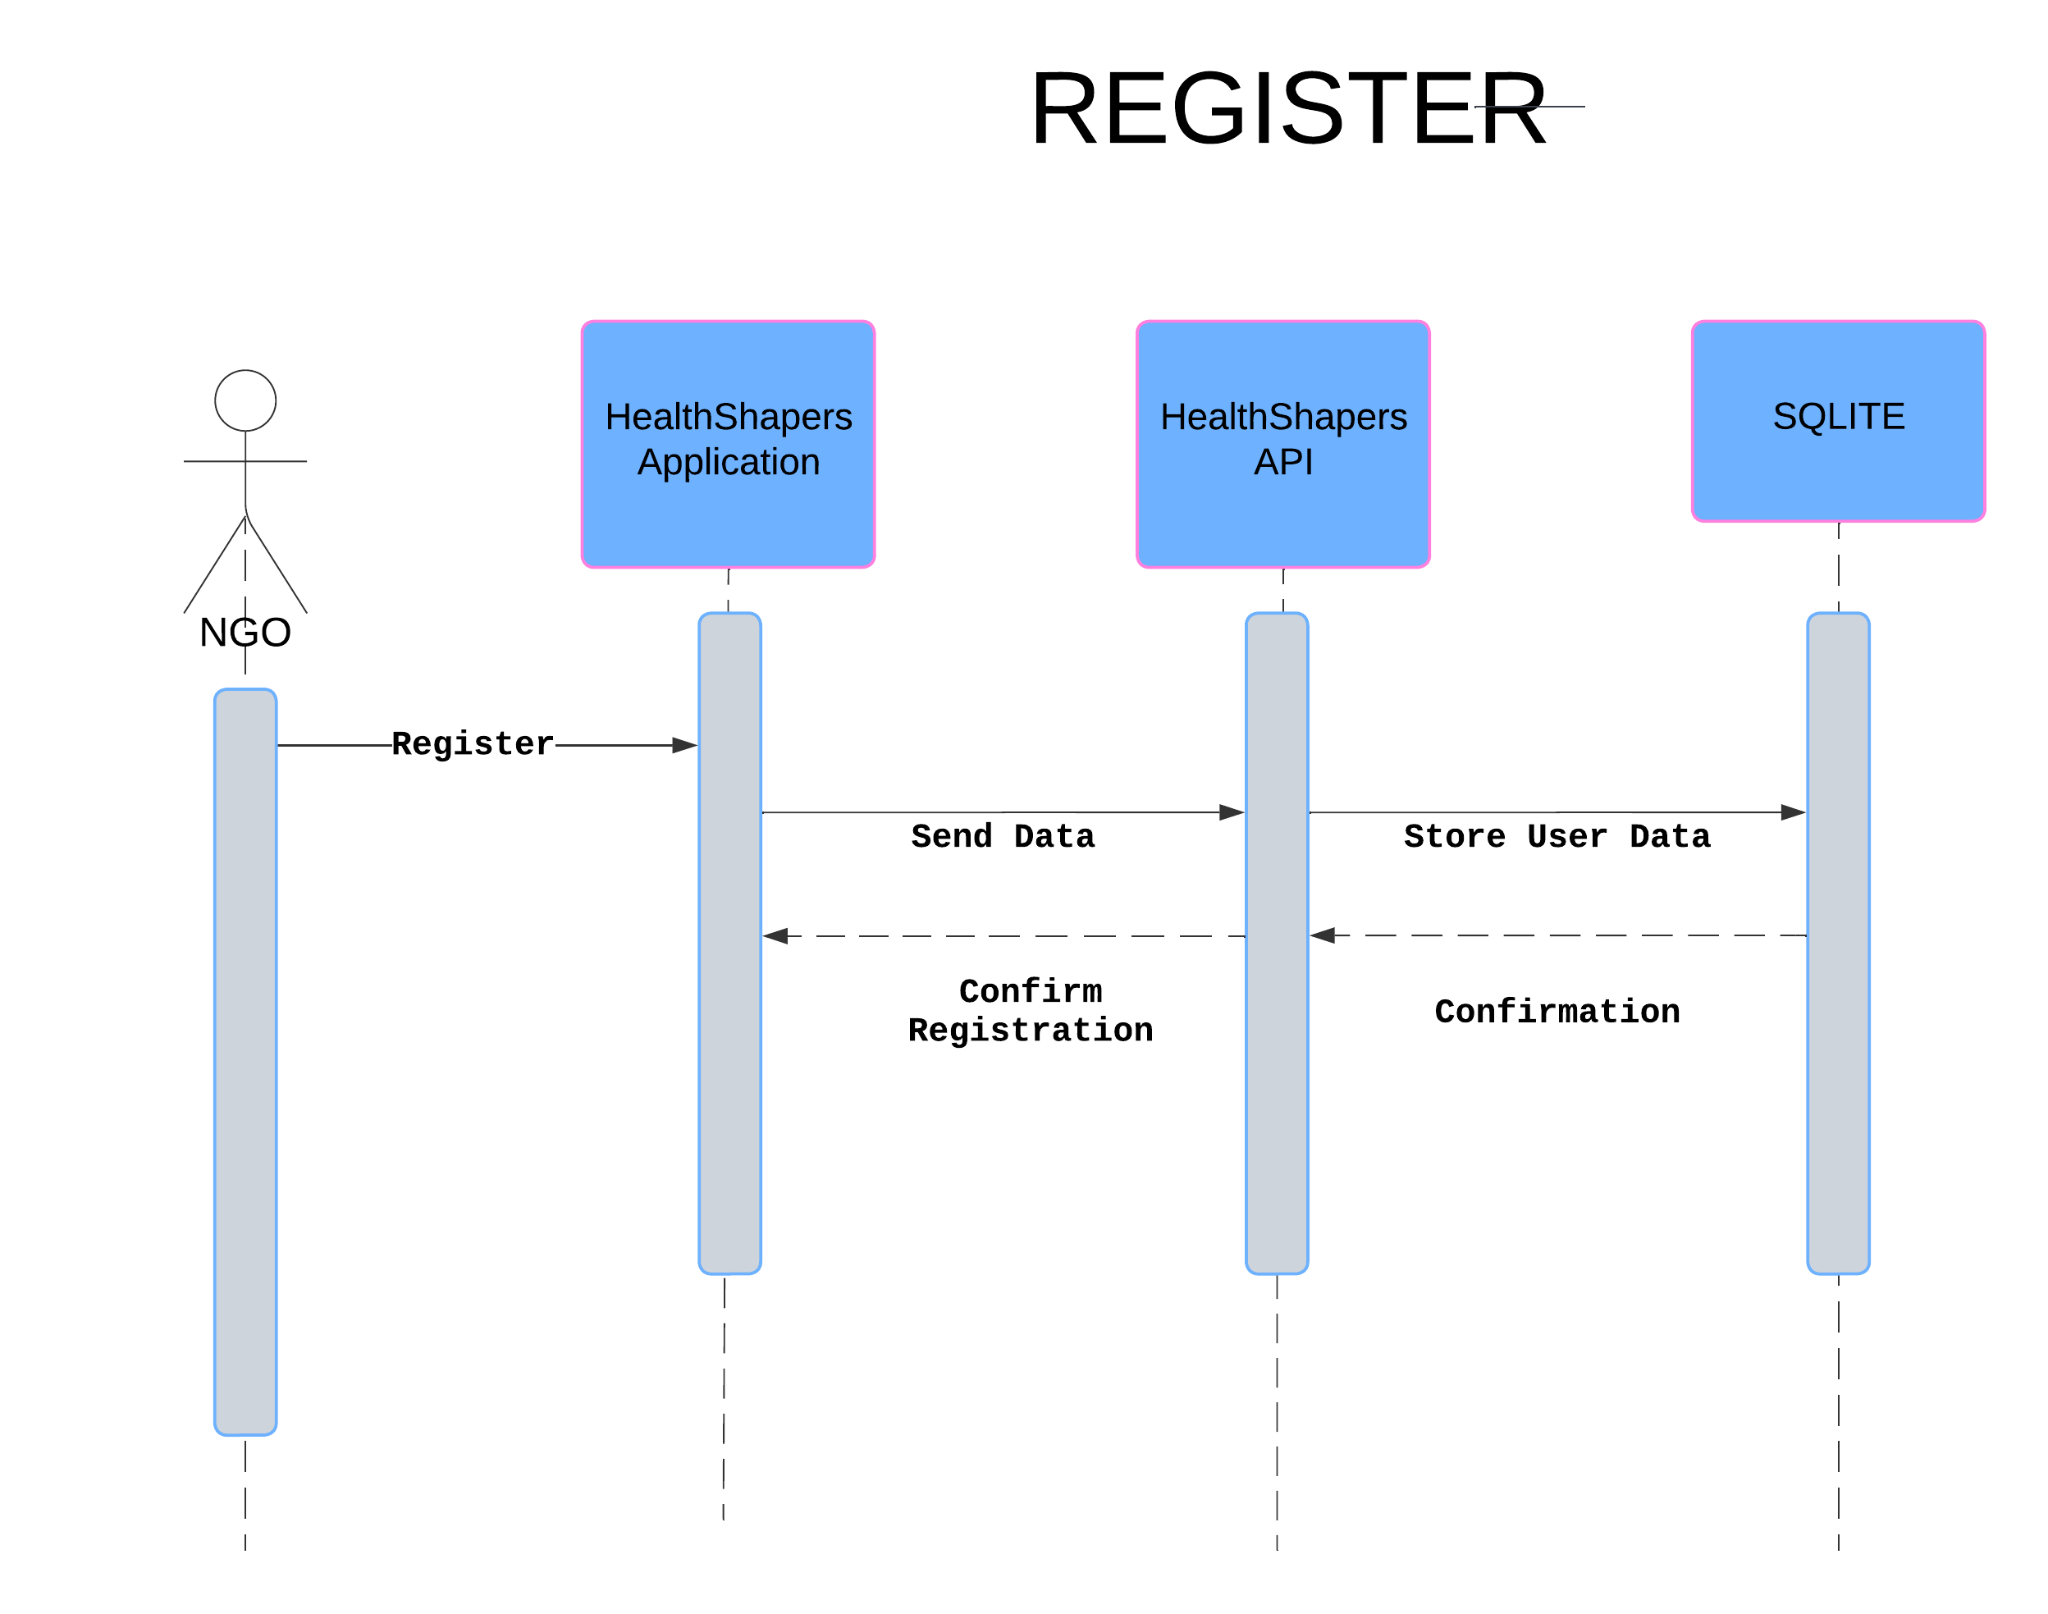 REGISTER
HealthShapers
Application
HealthShapers
API
SQLITE
NGO
Register
Send Data
Store User Data
Confirm
Registration
Confirmation